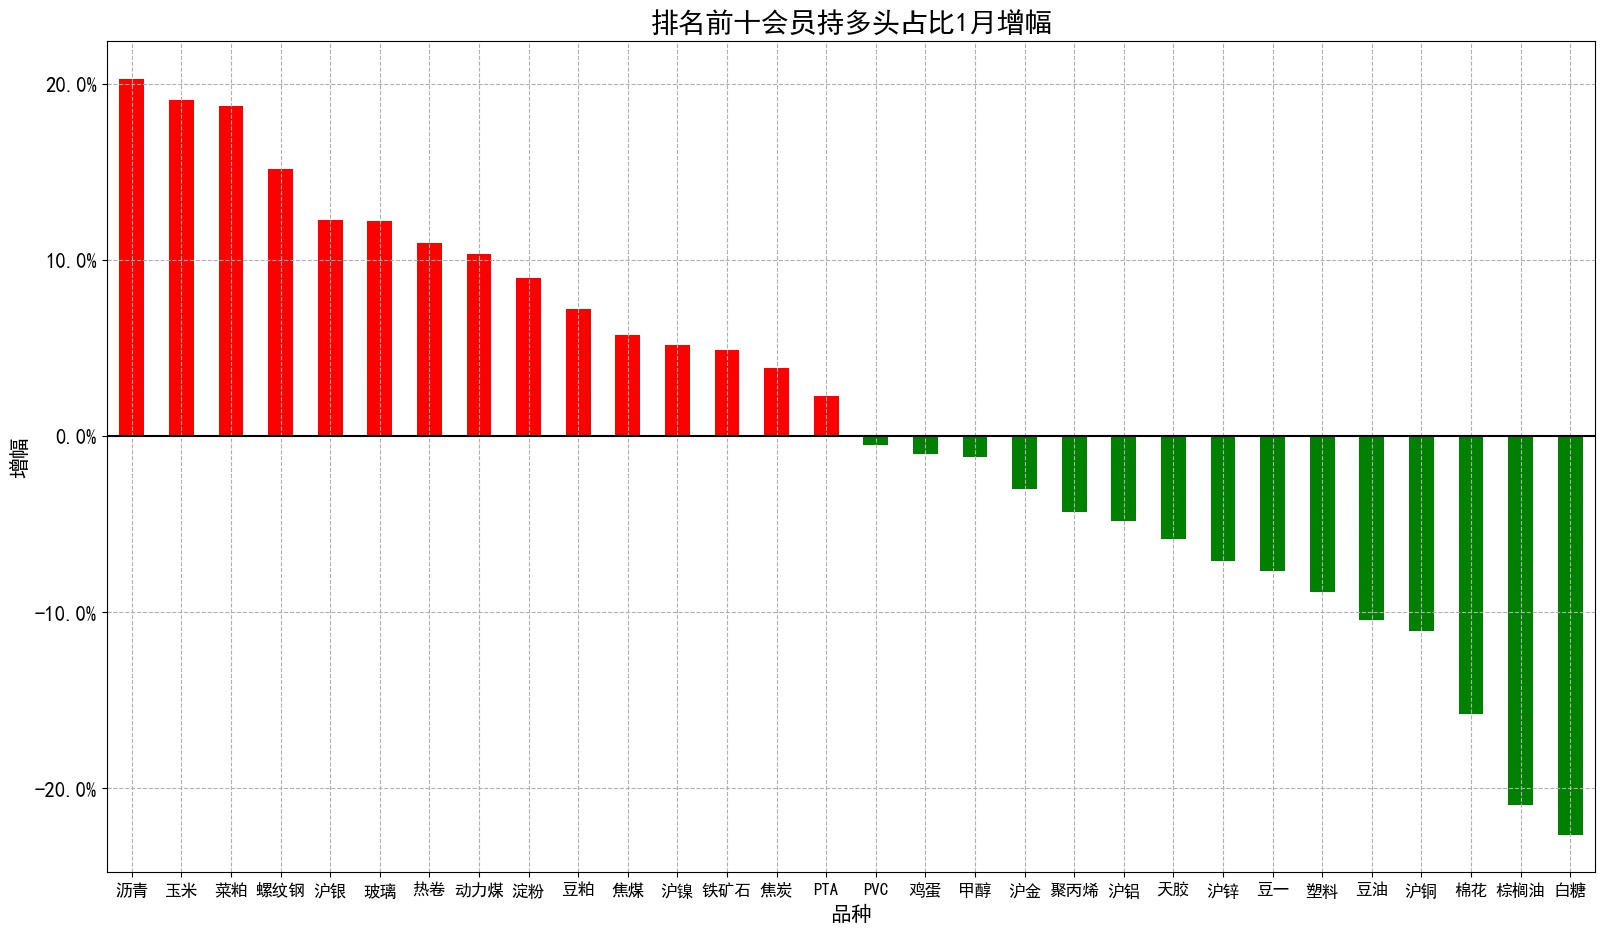 排名前十会员持多头占比1月增幅
20.0%
10.0%
0.0%
-10.0%
-20.0%
增幅
沥青 玉米 菜粕 螺纹钢 沪银 玻璃 热卷 动力煤 淀粉 豆粕 焦煤 沪镍 铁矿石 焦炭 PTA PVC 鸡蛋 甲醇 沪金 聚丙烯 沪铝 天胶 沪锌 豆一 塑料 豆油 沪铜 棉花 棕榈油 白糖
品种